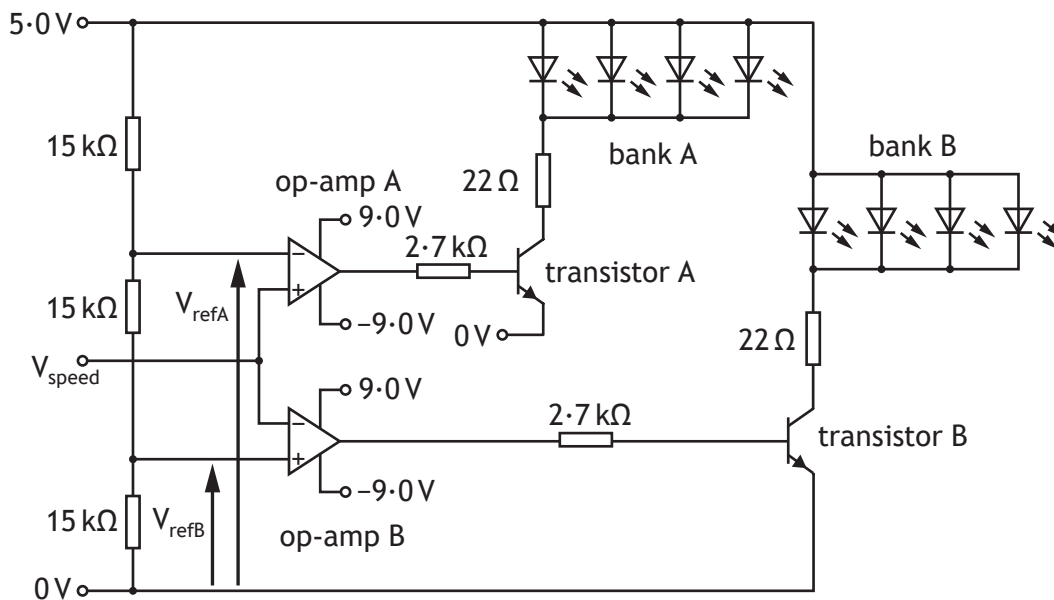 5·0 V
15 kΩ
bank A
bank B
22 Ω
op-amp A
9·0 V
2·7 kΩ
transistor A
−
+
15 kΩ
V_refA
–9·0 V
0 V
22 Ω
V_speed
9·0 V
2·7 kΩ
transistor B
−
+
–9·0 V
15 kΩ
V_refB
op-amp B
0 V